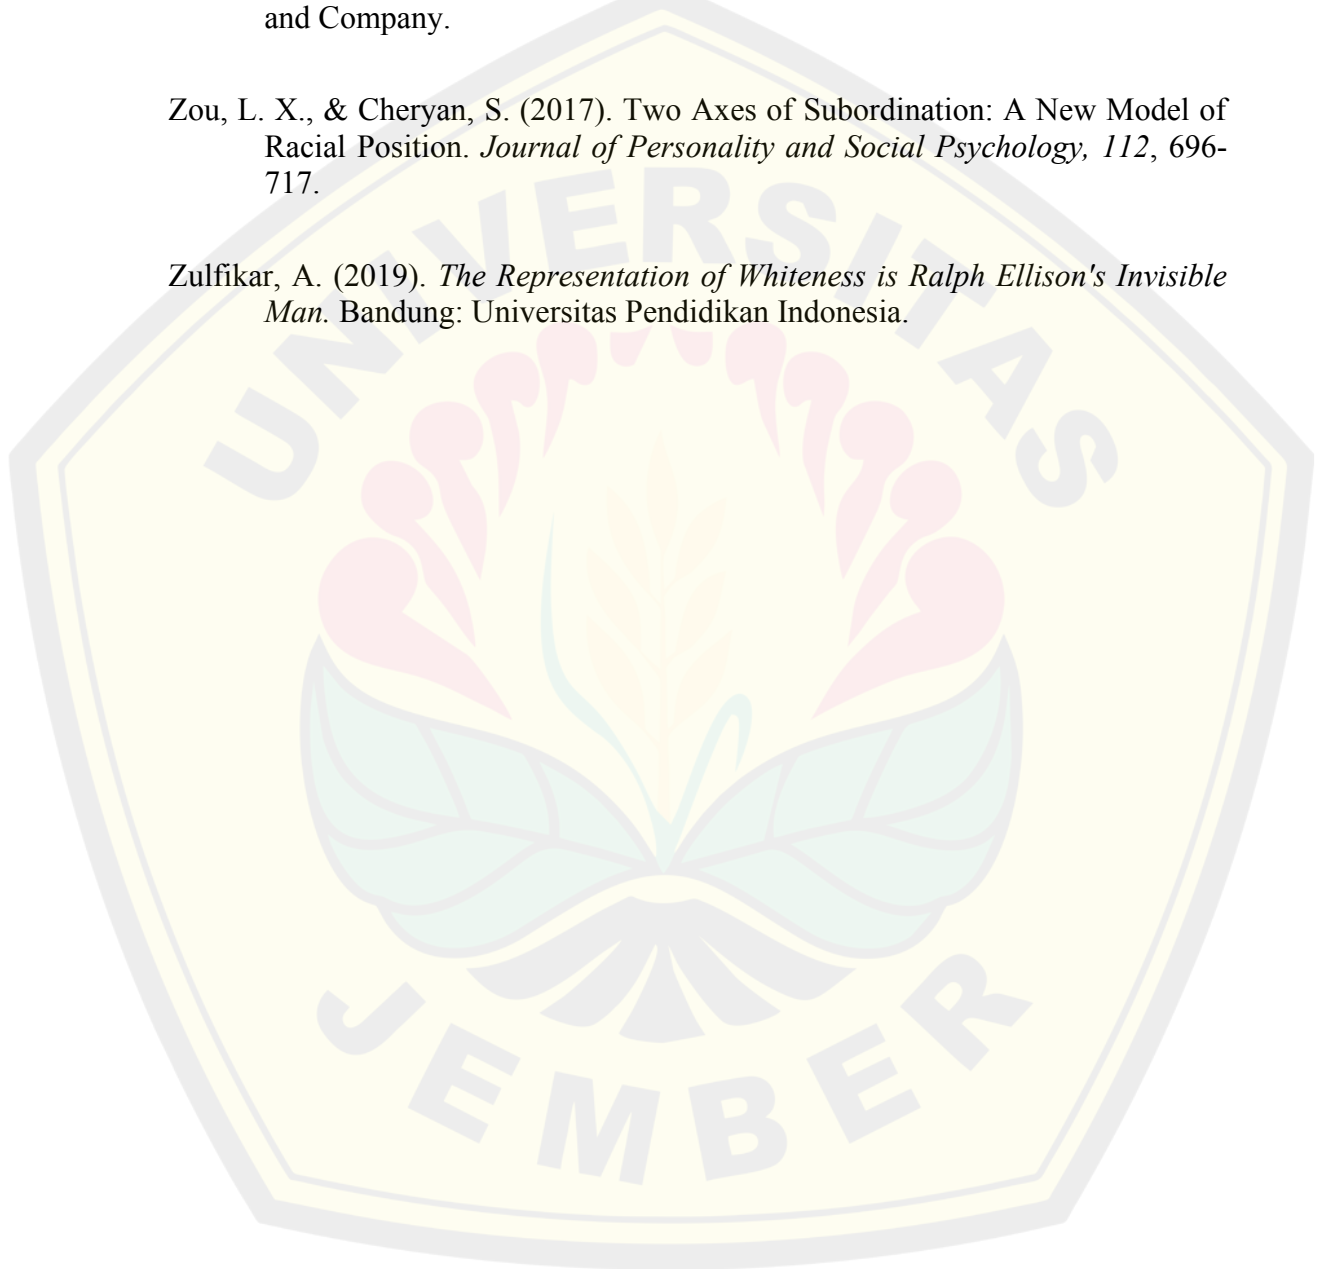 and Company.
Zou, L. X., & Cheryan, S. (2017). Two Axes of Subordination: A New Model of
Racial Position. Journal of Personality and Social Psychology, 112, 696-
717.
Zulfikar, A. (2019). The Representation of Whiteness is Ralph Ellison's Invisible
Man. Bandung: Universitas Pendidikan Indonesia.
UNIVERSITAS
JEMBER